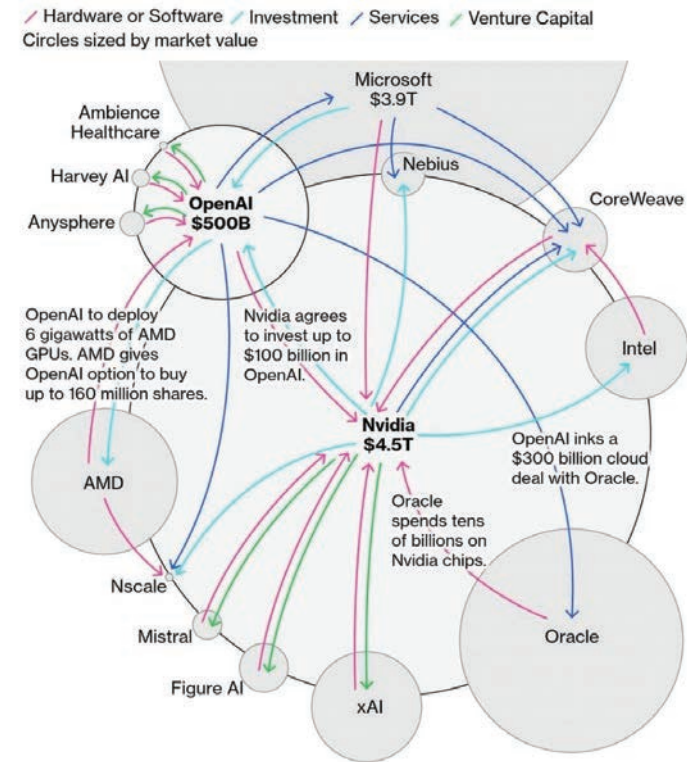 Hardware or Software Investment Services Venture Capital
Circles sized by market value
Microsoft
$3.9T
Ambience
Healthcare
Harvey AI
Anysphere
OpenAI
$500B
Nebius
CoreWeave
Intel
OpenAI to deploy
6 gigawatts of AMD
GPUs. AMD gives
OpenAI option to buy
up to 160 million shares.
Nvidia agrees
to invest up to
$100 billion in
OpenAI.
Nvidia
$4.5T
OpenAI inks a
$300 billion cloud
deal with Oracle.
AMD
Oracle
spends tens
of billions on
Nvidia chips.
Nscale
Mistral
Figure AI
xAI
Oracle